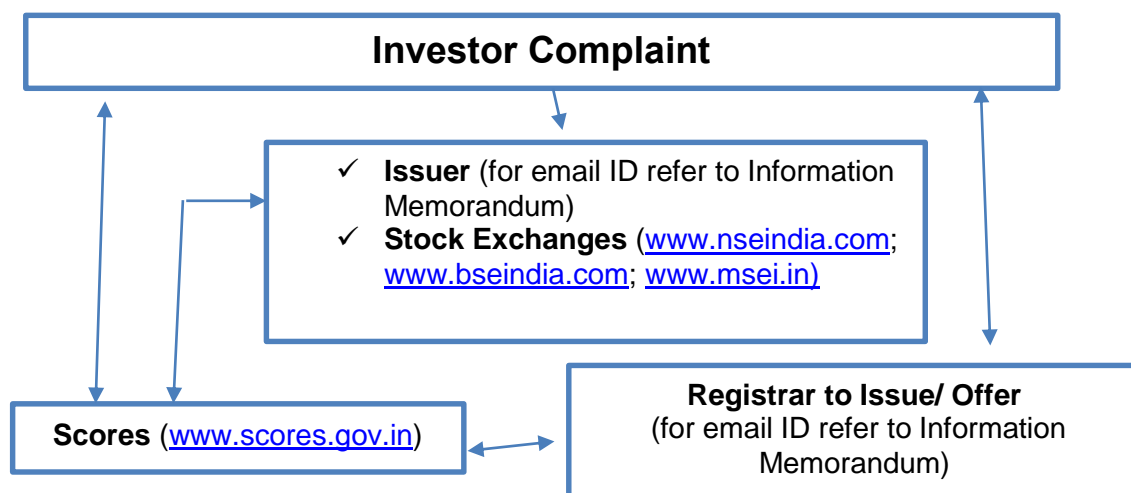 Investor Complaint
✓ Issuer (for email ID refer to Information
Memorandum)
✓ Stock Exchanges (www.nseindia.com;
www.bseindia.com; www.msei.in)
Scores (www.scores.gov.in)
Registrar to Issue/ Offer
(for email ID refer to Information
Memorandum)